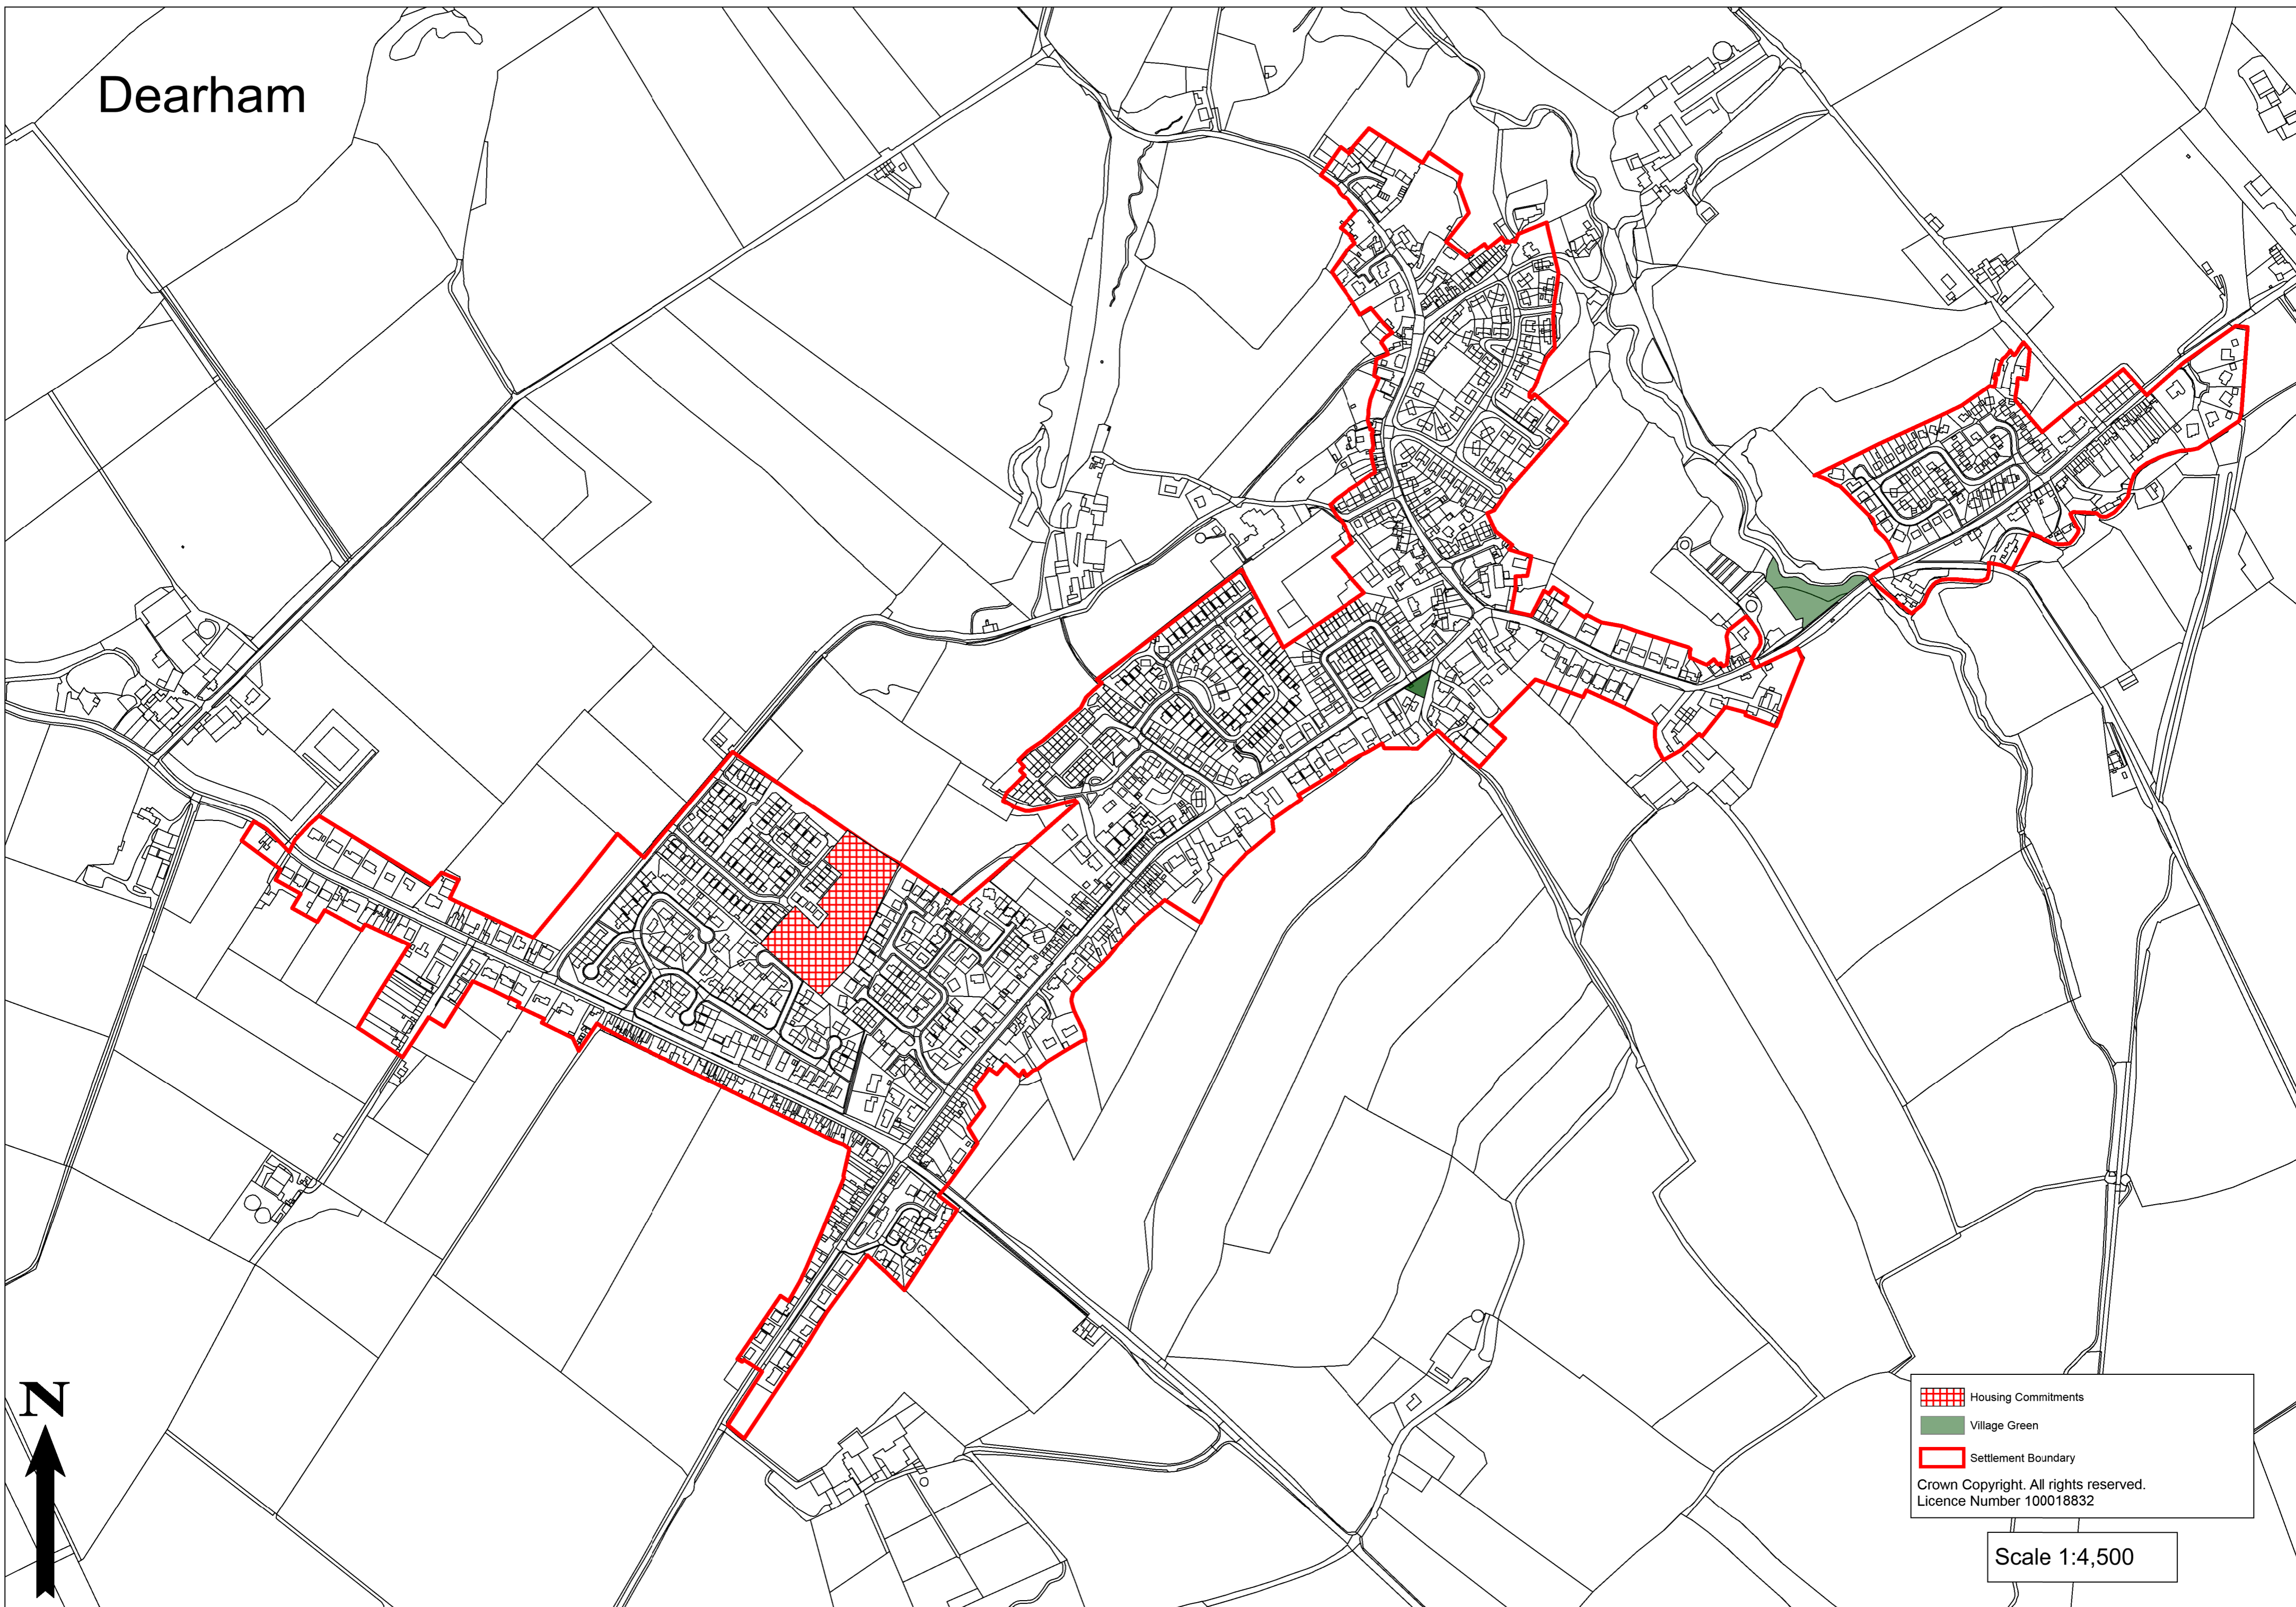 Dearham
N
Housing Commitments
Village Green
Settlement Boundary
Crown Copyright. All rights reserved.
Licence Number 100018832
Scale 1:4,500